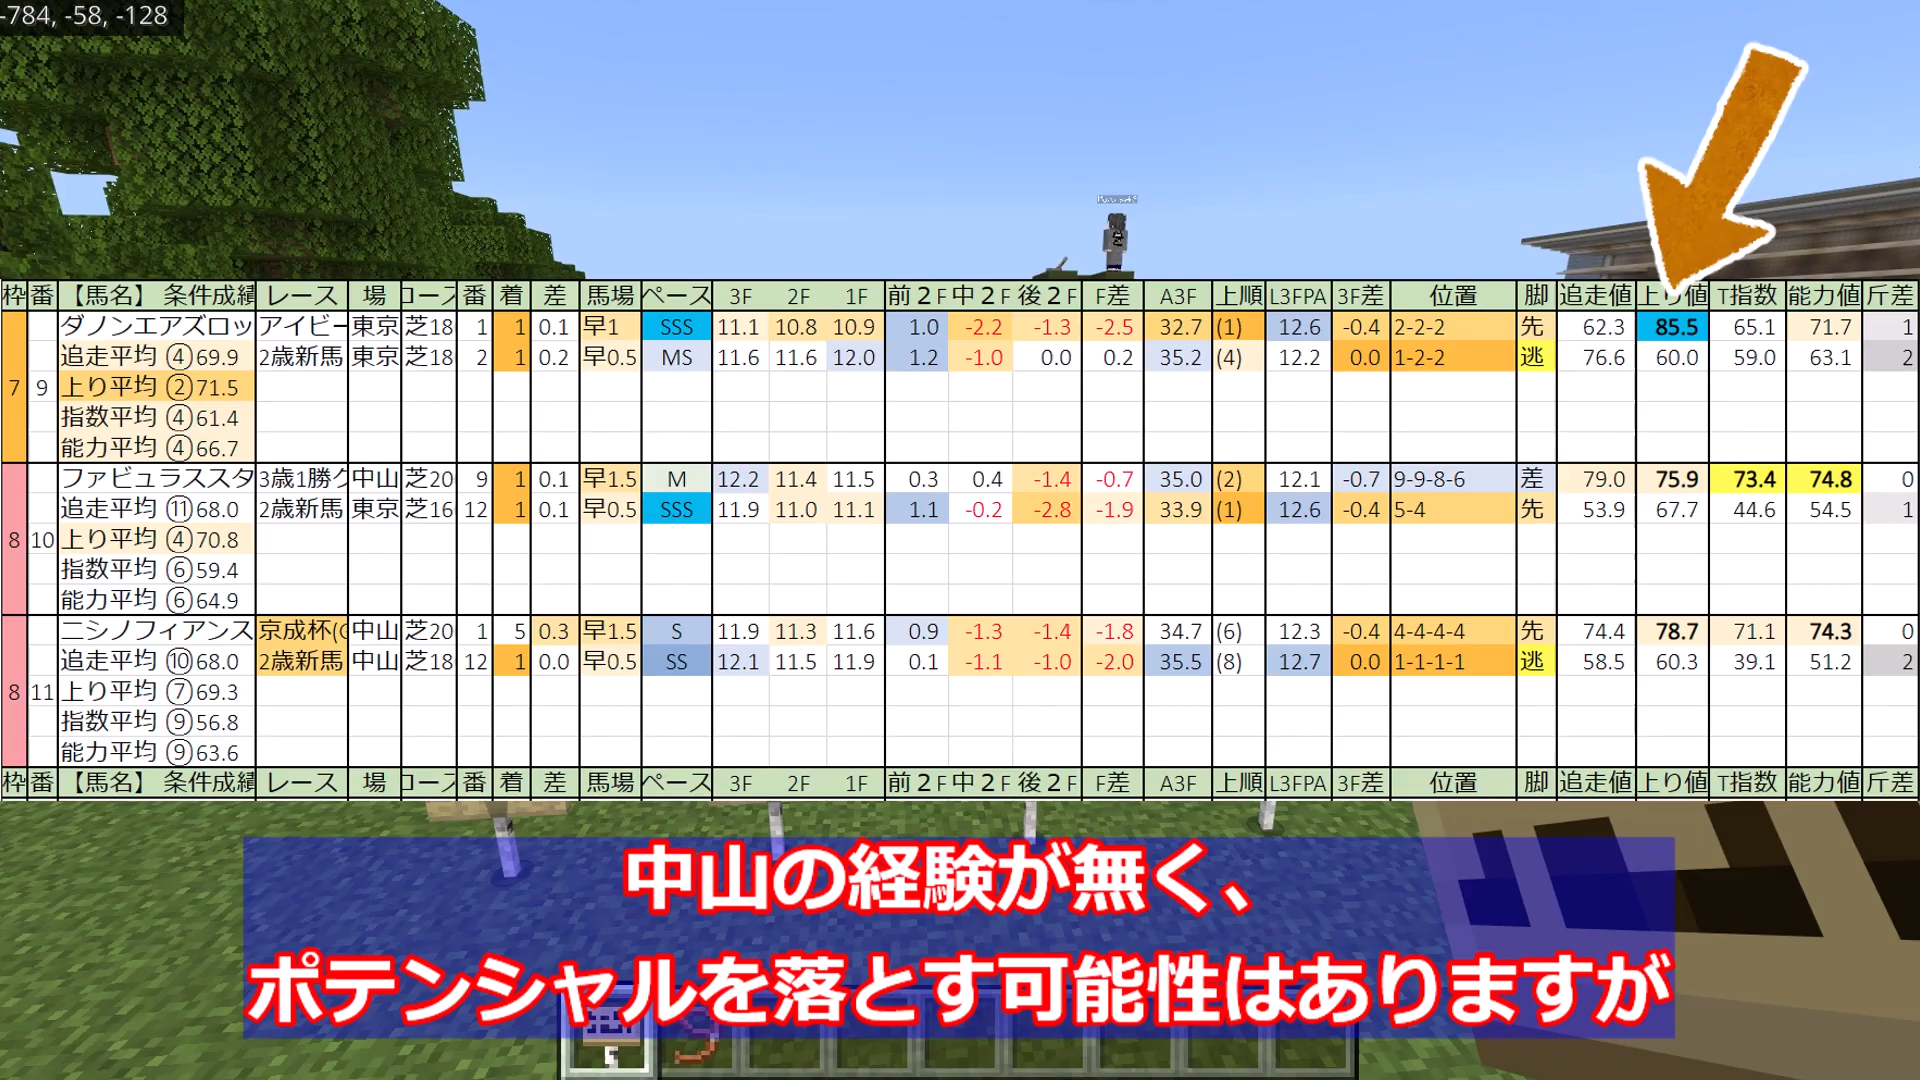 -784, -58, -128
枠 番 【馬名】 条件成績 レース 場 コース 番 着 差 馬場 ペース 3F 2F 1F 前2F 中2F 後2F F差 A3F 上順 L3FPA 3F差 位置 脚 追走値 上り値 T指数 能力値 斤差
ダノンエアズロッ アイビー 東京 芝18 1 1 0.1 早1 SSS 11.1 10.8 10.9 1.0 -2.2 -1.3 -2.5 32.7 (1) 12.6 -0.4 2-2-2 先 62.3 85.5 65.1 71.7 1
追走平均 ④69.9 2歳新馬 東京 芝18 2 1 0.2 早0.5 MS 11.6 11.6 12.0 1.2 -1.0 0.0 0.2 35.2 (4) 12.2 0.0 1-2-2 逃 76.6 60.0 59.0 63.1 2
7 9 上り平均 ②71.5
指数平均 ④61.4
能力平均 ④66.7
ファビュラススタ 3歳1勝ク 中山 芝20 9 1 0.1 早1.5 M 12.2 11.4 11.5 0.3 0.4 -1.4 -0.7 35.0 (2) 12.1 -0.7 9-9-8-6 差 79.0 75.9 73.4 74.8 0
追走平均 ⑪68.0 2歳新馬 東京 芝16 12 1 0.1 早0.5 SSS 11.9 11.0 11.1 1.1 -0.2 -2.8 -1.9 33.9 (1) 12.6 -0.4 5-4 先 53.9 67.7 44.6 54.5 1
8 10 上り平均 ④70.8
指数平均 ⑥59.4
能力平均 ⑥64.9
ニシノフィアンス 京成杯(G 中山 芝20 1 5 0.3 早1.5 S 11.9 11.3 11.6 0.9 -1.3 -1.4 -1.8 34.7 (6) 12.3 -0.4 4-4-4-4 先 74.4 78.7 71.1 74.3 0
追走平均 ⑩68.0 2歳新馬 中山 芝18 12 1 0.0 早0.5 SS 12.1 11.5 11.9 0.1 -1.1 -1.0 -2.0 35.5 (8) 12.7 0.0 1-1-1-1 逃 58.5 60.3 39.1 51.2 2
8 11 上り平均 ⑦69.3
指数平均 ⑨56.8
能力平均 ⑨63.6
枠 番 【馬名】 条件成績 レース 場 コース 番 着 差 馬場 ペース 3F 2F 1F 前2F 中2F 後2F F差 A3F 上順 L3FPA 3F差 位置 脚 追走値 上り値 T指数 能力値 斤差
中山の経験が無く、
ポテンシャルを落とす可能性はありますが